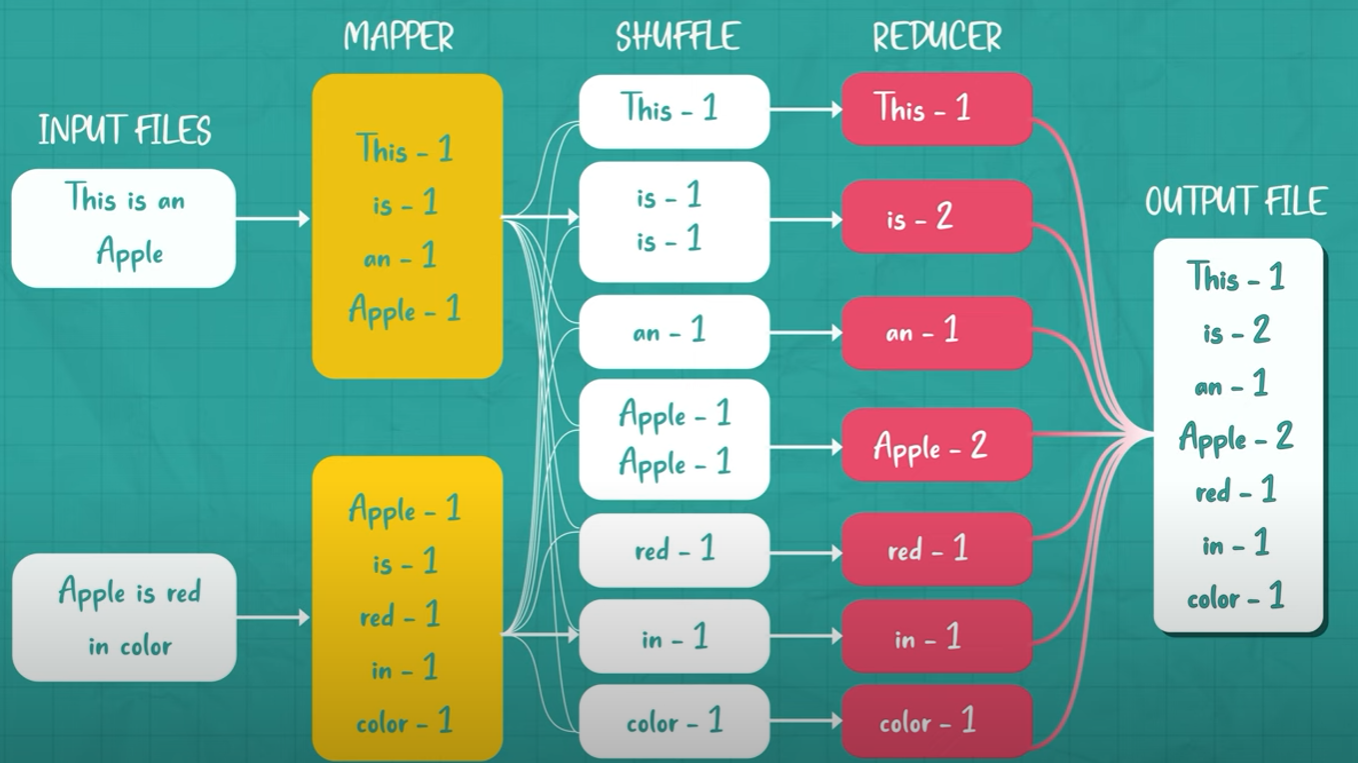 MAPPER
SHUFFLE
REDUCER
INPUT FILES
OUTPUT FILE
This is an
Apple
Apple is red
in color
This - 1
is - 1
an - 1
Apple - 1
Apple - 1
is - 1
red - 1
in - 1
color - 1
This - 1
is - 1
is - 1
an - 1
Apple - 1
Apple - 1
red - 1
in - 1
color - 1
This - 1
is - 2
an - 1
Apple - 2
red - 1
in - 1
color - 1
This - 1
is - 2
an - 1
Apple - 2
red - 1
in - 1
color - 1